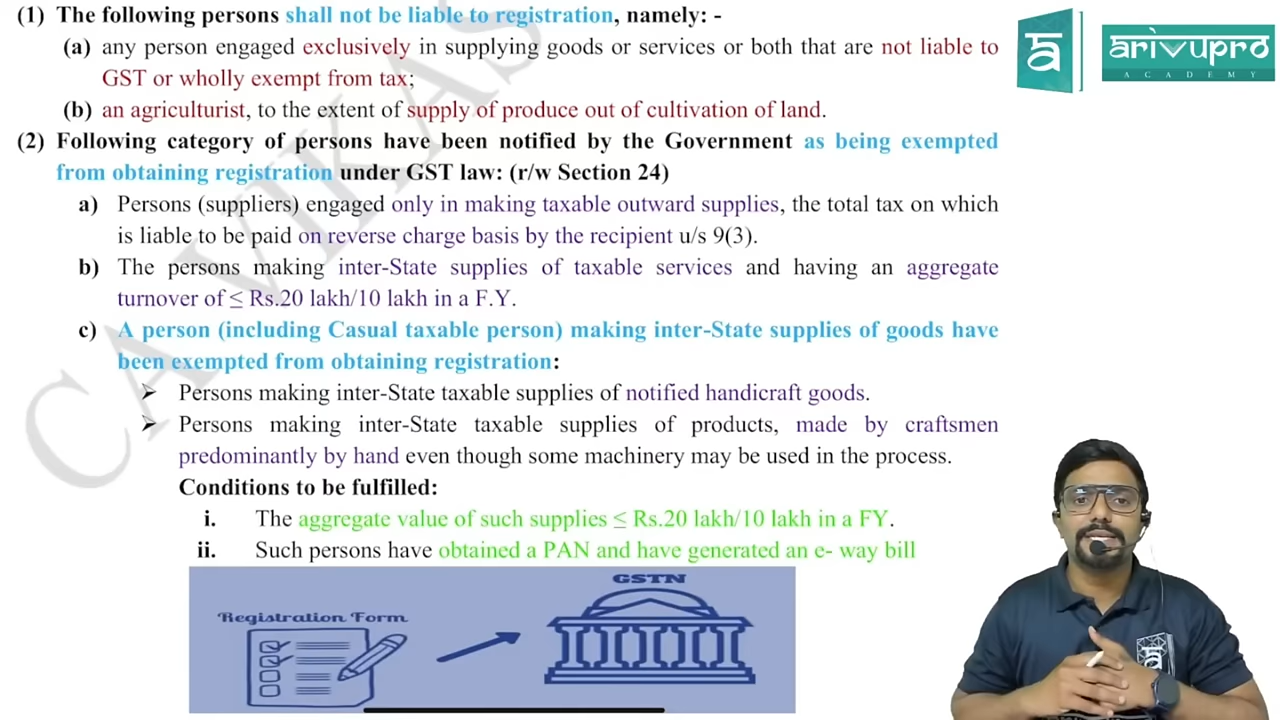 (1) The following persons shall not be liable to registration, namely: -
(a) any person engaged exclusively in supplying goods or services or both that are not liable to
GST or wholly exempt from tax;
(b) an agriculturist, to the extent of supply of produce out of cultivation of land.
(2) Following category of persons have been notified by the Government as being exempted
from obtaining registration under GST law: (r/w Section 24)
a) Persons (suppliers) engaged only in making taxable outward supplies, the total tax on which
is liable to be paid on reverse charge basis by the recipient u/s 9(3).
b) The persons making inter-State supplies of taxable services and having an aggregate
turnover of ≤ Rs.20 lakh/10 lakh in a F.Y.
c) A person (including Casual taxable person) making inter-State supplies of goods have
been exempted from obtaining registration:
➢ Persons making inter-State taxable supplies of notified handicraft goods.
➢ Persons making inter-State taxable supplies of products, made by craftsmen
predominantly by hand even though some machinery may be used in the process.
Conditions to be fulfilled:
i. The aggregate value of such supplies ≤ Rs.20 lakh/10 lakh in a FY.
ii. Such persons have obtained a PAN and have generated an e- way bill
Registration Form
GSTN
CA VIKAS
arivupro
ACADEMY